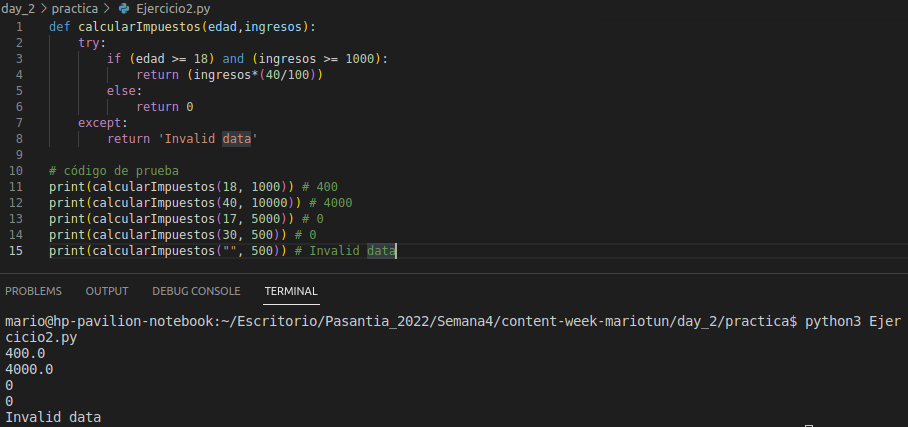 day_2 > practica > Ejercicio2.py
1 def calcularImpuestos(edad,ingresos):
2     try:
3         if (edad >= 18) and (ingresos >= 1000):
4             return (ingresos*(40/100))
5         else:
6             return 0
7     except:
8         return 'Invalid data'
9
10 # código de prueba
11 print(calcularImpuestos(18, 1000)) # 400
12 print(calcularImpuestos(40, 10000)) # 4000
13 print(calcularImpuestos(17, 5000)) # 0
14 print(calcularImpuestos(30, 500)) # 0
15 print(calcularImpuestos("", 500)) # Invalid data
PROBLEMS OUTPUT DEBUG CONSOLE TERMINAL
mario@hp-pavilion-notebook:~/Escritorio/Pasantia_2022/Semana4/content-week-mariotun/day_2/practica$ python3 Ejer
cicio2.py
400.0
4000.0
0
0
Invalid data